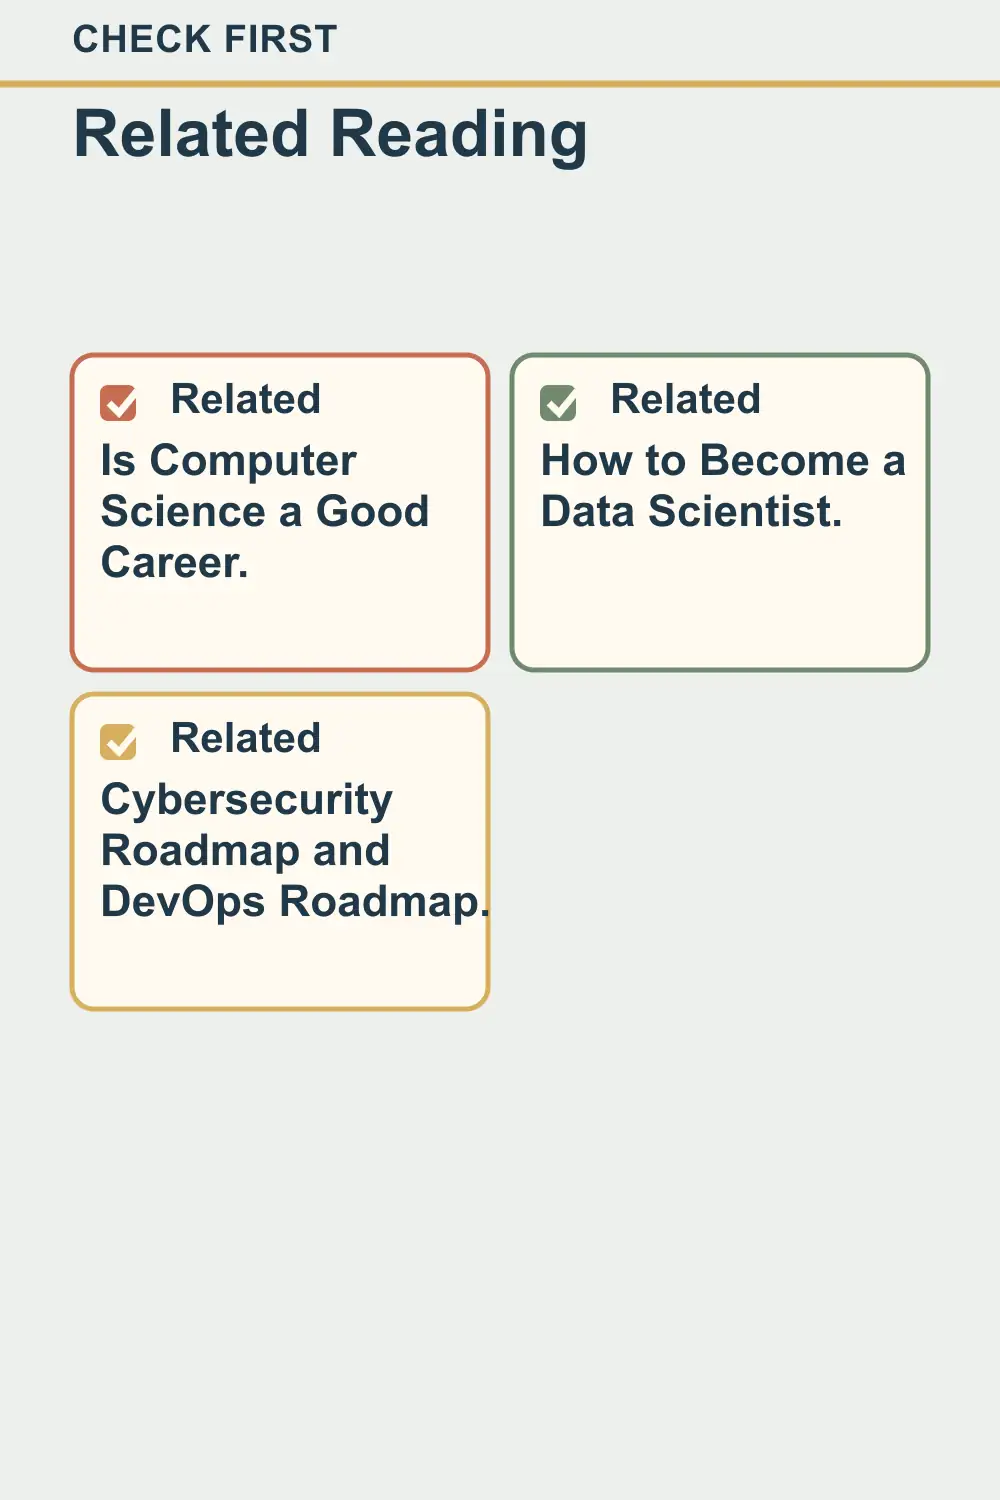 CHECK FIRST
Related Reading
Related
Is Computer
Science a Good
Career.
Related
How to Become a
Data Scientist.
Related
Cybersecurity
Roadmap and
DevOps Roadmap.